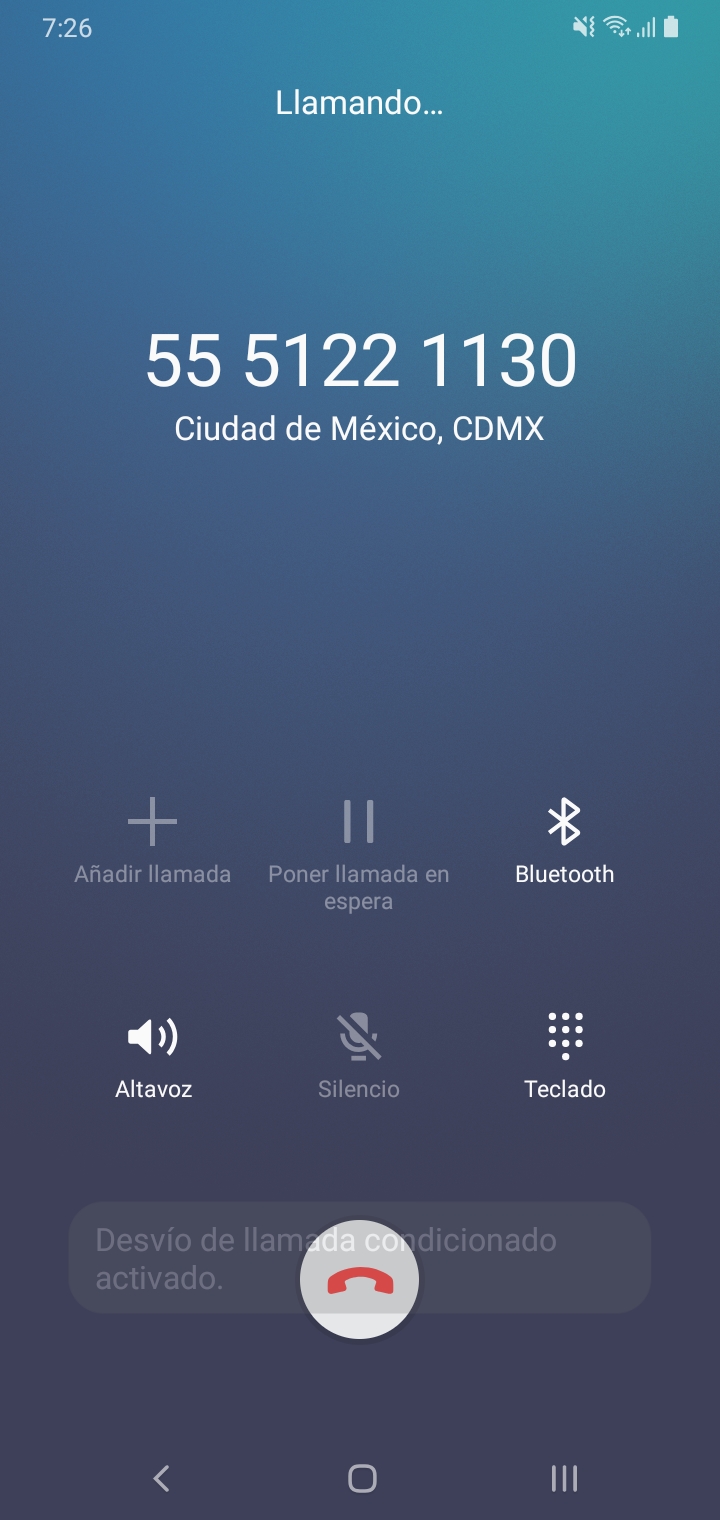 7:26
Llamando...
55 5122 1130
Ciudad de México, CDMX
Añadir llamada
Poner llamada en
espera
Bluetooth
Altavoz
Silencio
Teclado
Desvío de llamada condicionado
activado.